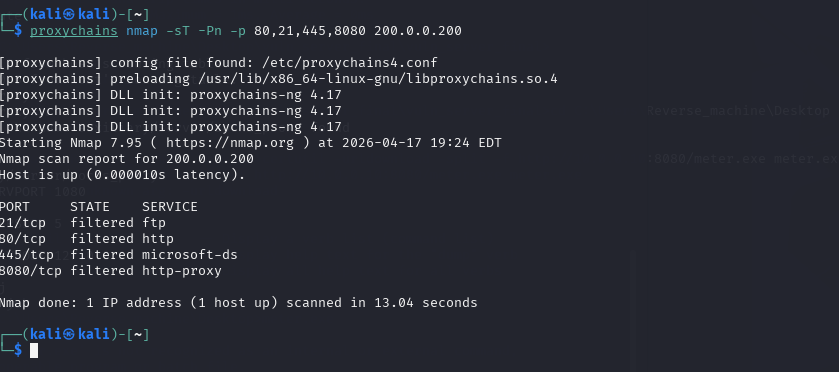 ┌──(kali㉿kali)-[~]
└─$ proxychains nmap -sT -Pn -p 80,21,445,8080 200.0.0.200
[proxychains] config file found: /etc/proxychains4.conf
[proxychains] preloading /usr/lib/x86_64-linux-gnu/libproxychains.so.4
[proxychains] DLL init: proxychains-ng 4.17
[proxychains] DLL init: proxychains-ng 4.17
[proxychains] DLL init: proxychains-ng 4.17
Reverse_machine\Desktop
Starting Nmap 7.95 ( https://nmap.org ) at 2026-04-17 19:24 EDT
Nmap scan report for 200.0.0.200
:8080/meter.exe meter.ex
Host is up (0.000010s latency).
PORT STATE SERVICE
21/tcp filtered ftp
80/tcp filtered http
445/tcp filtered microsoft-ds
8080/tcp filtered http-proxy
Nmap done: 1 IP address (1 host up) scanned in 13.04 seconds
┌──(kali㉿kali)-[~]
└─$